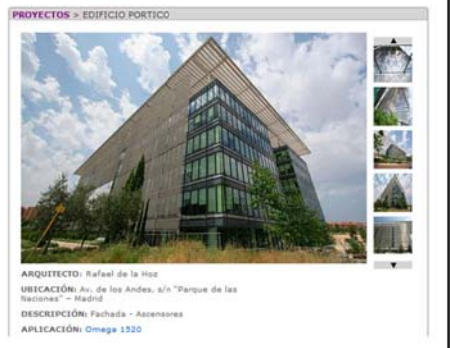 PROYECTOS > EDIFICIO PORTICO
ARQUITECTO: Rafael de la Hoz
UBICACIÓN: Av. de los Andes, s/n "Parque de las
Naciones" – Madrid
DESCRIPCIÓN: Fachada - Ascensores
APLICACIÓN: Omega 1520